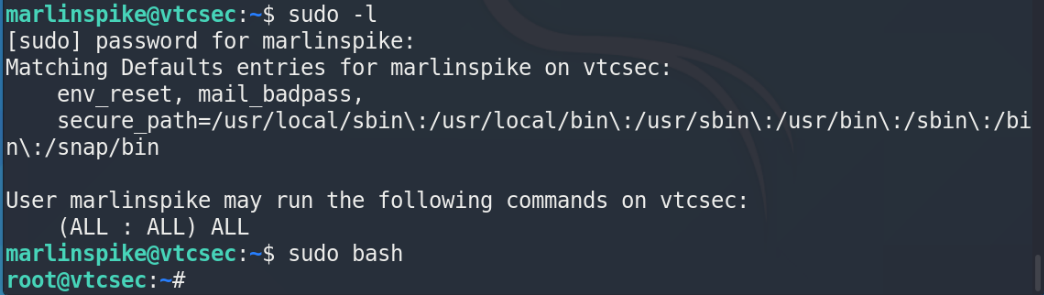 marlinspike@vtcsec:~$ sudo -l
[sudo] password for marlinspike:
Matching Defaults entries for marlinspike on vtcsec:
    env_reset, mail_badpass,
    secure_path=/usr/local/sbin\:/usr/local/bin\:/usr/sbin\:/usr/bin\:/sbin\:/bi
n\:/snap/bin

User marlinspike may run the following commands on vtcsec:
    (ALL : ALL) ALL
marlinspike@vtcsec:~$ sudo bash
root@vtcsec:~#